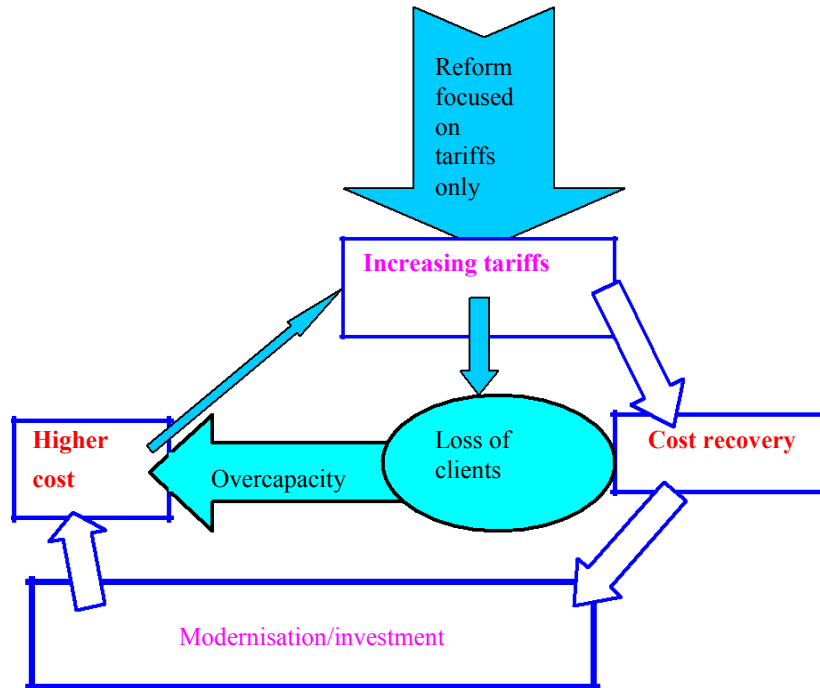 Reform
focused
on
tariffs
only
Increasing tariffs
Higher
cost
Overcapacity
Loss of
clients
Cost recovery
Modernisation/investment